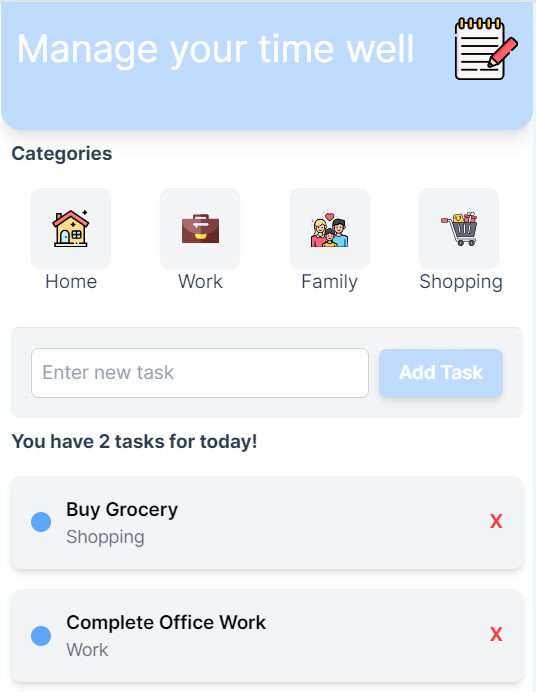 Manage your time well
Categories
Home Work Family Shopping
Enter new task Add Task
You have 2 tasks for today!
Buy Grocery
Shopping
X
Complete Office Work
Work
X